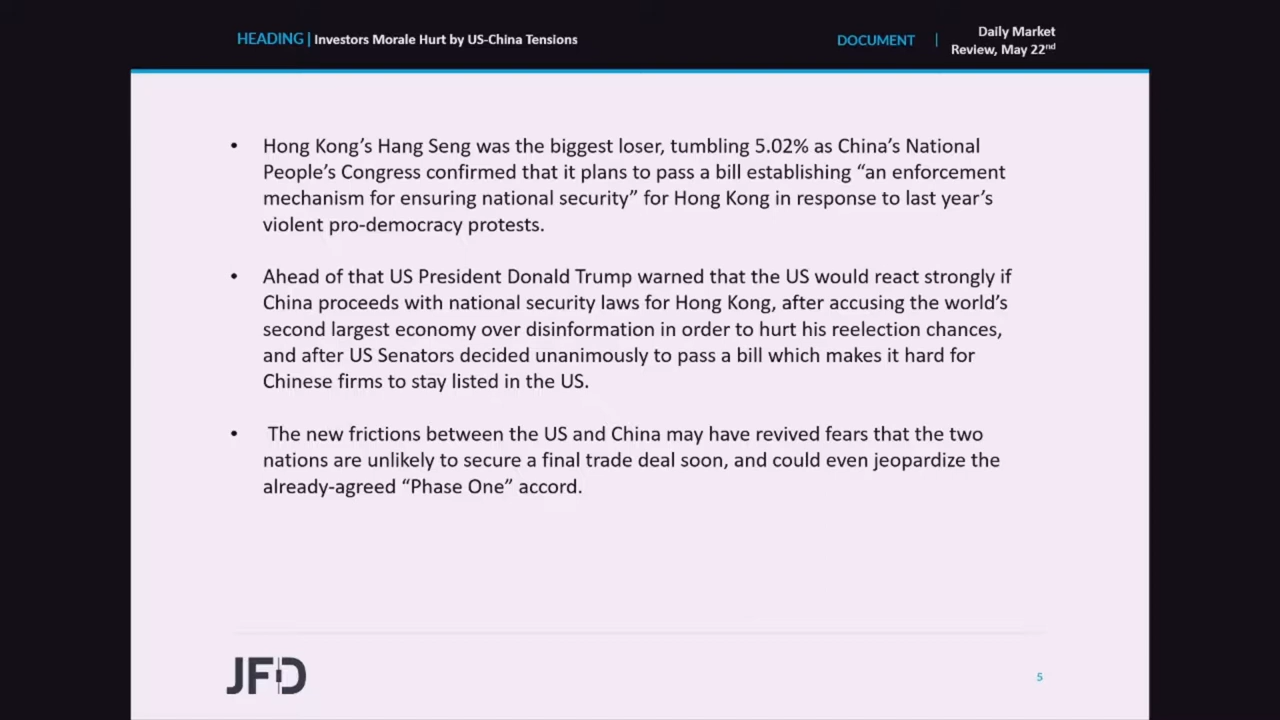 HEADING | Investors Morale Hurt by US-China Tensions
DOCUMENT | Daily Market
Review, May 22nd
• Hong Kong’s Hang Seng was the biggest loser, tumbling 5.02% as China’s National
People’s Congress confirmed that it plans to pass a bill establishing “an enforcement
mechanism for ensuring national security” for Hong Kong in response to last year’s
violent pro-democracy protests.
• Ahead of that US President Donald Trump warned that the US would react strongly if
China proceeds with national security laws for Hong Kong, after accusing the world’s
second largest economy over disinformation in order to hurt his reelection chances,
and after US Senators decided unanimously to pass a bill which makes it hard for
Chinese firms to stay listed in the US.
• The new frictions between the US and China may have revived fears that the two
nations are unlikely to secure a final trade deal soon, and could even jeopardize the
already-agreed “Phase One” accord.
JFD
5